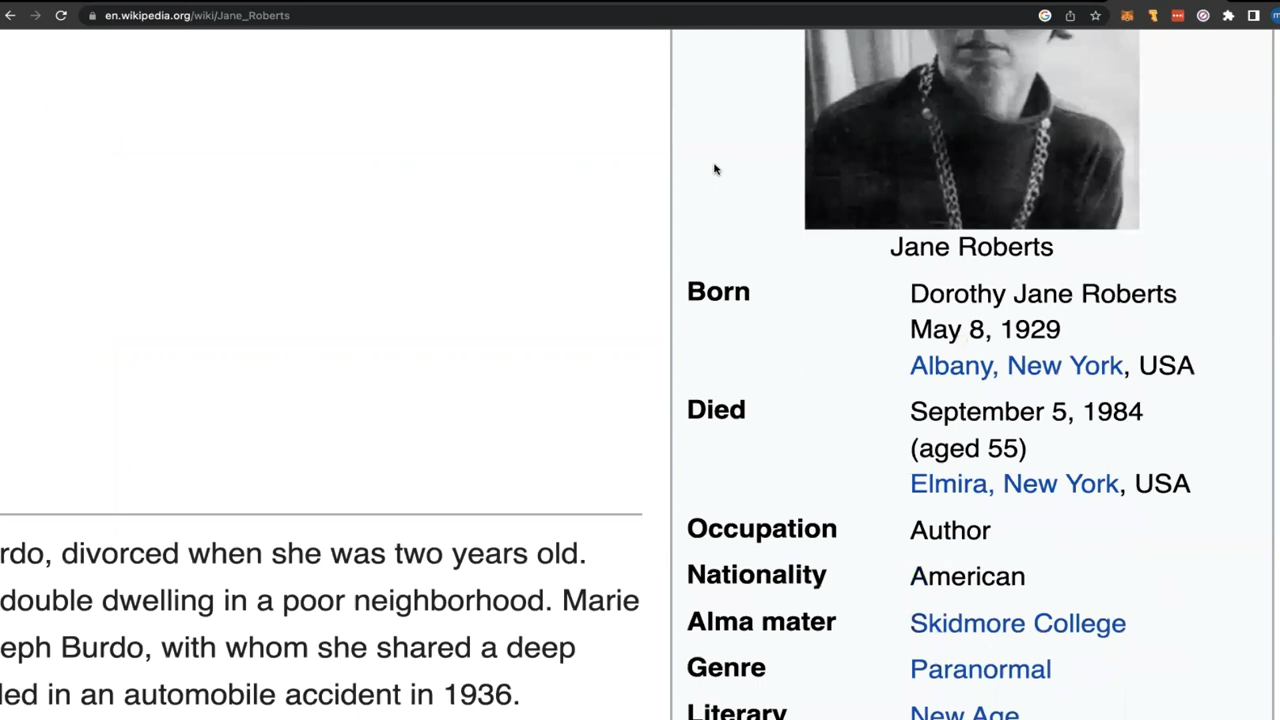 en.wikipedia.org/wiki/Jane_Roberts
Jane Roberts
Born Dorothy Jane Roberts
May 8, 1929
Albany, New York, USA
Died September 5, 1984
(aged 55)
Elmira, New York, USA
Occupation Author
Nationality American
Alma mater Skidmore College
Genre Paranormal
Literary New Age
rdo, divorced when she was two years old.
double dwelling in a poor neighborhood. Marie
eph Burdo, with whom she shared a deep
led in an automobile accident in 1936.